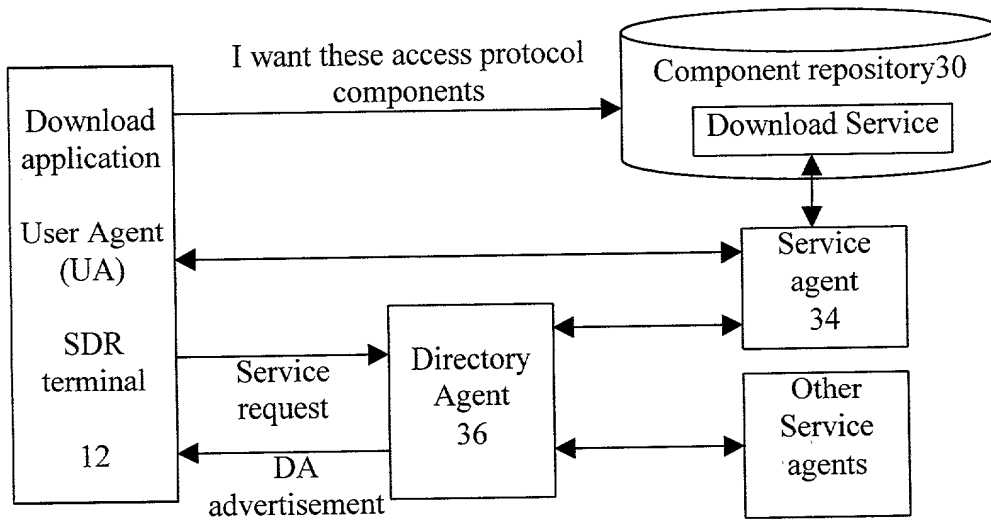 I want these access protocol
components
Component repository30
Download Service
Download
application
User Agent
(UA)
SDR
terminal
12
Service
agent
34
Service
request
Directory
Agent
36
DA
advertisement
Other
Service
agents